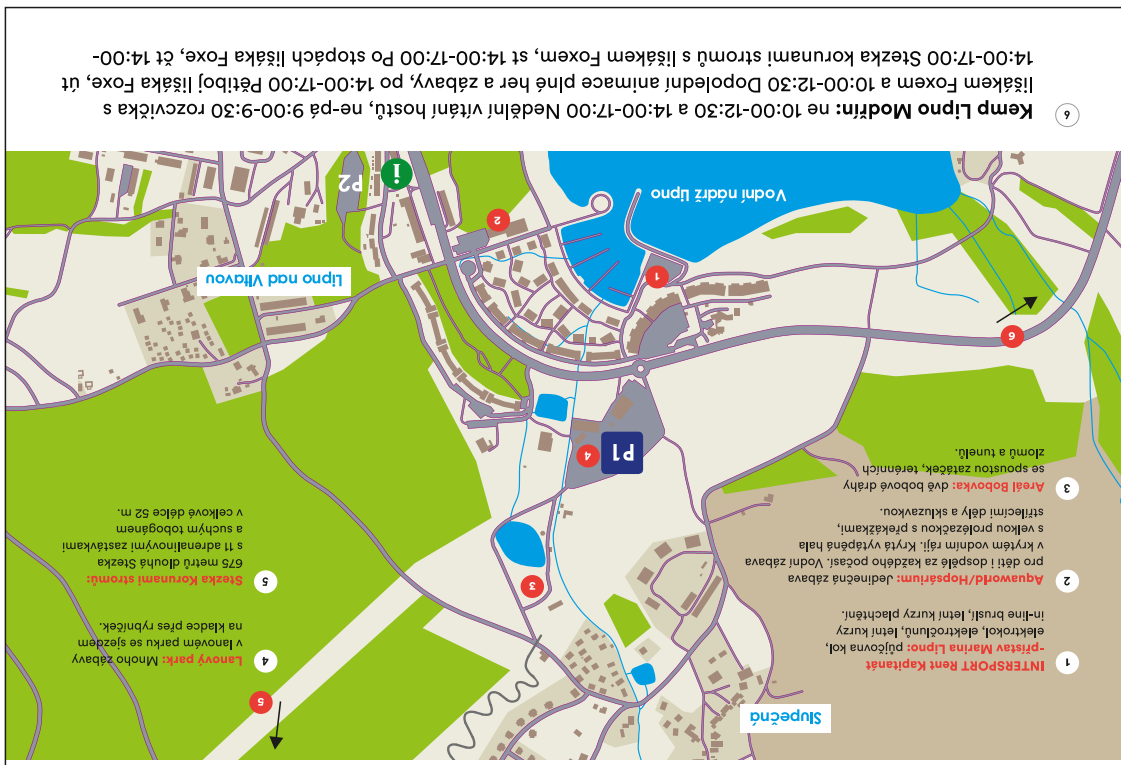 Slupečná
1
INTERSPORT Rent Kapitanát
-přístav Marina Lipno: půjčovna kol,
elektrokol, elektročlunů, letní kurzy
in-line bruslí, letní kurzy plachtění.
2
Aquaworld/Hopsárium: Jedinečná zábava
pro děti i dospělé za každého počasí. Vodní zábava
v krytém vodním ráji. Krytá vytápěná hala
s velkou prolézačkou s překážkami,
střílecími děly a skluzavkou.
3
Areál Bobovka: dvě bobové dráhy
se spoustou zatáček, terénních
zlomů a tunelů.
5
4
Lanový park: Mnoho zábavy
v lanovém parku se sjezdem
na kladce přes rybníček.
5
Stezka Korunami stromů:
675 metrů dlouhá Stezka
s 11 adrenalinovými zastávkami
a suchým tobogánem
v celkové délce 52 m.
3
P1
4
6
1
2
Lipno nad Vltavou
Vodní nádrž Lipno
P2
i
6
Kemp Lipno Modřín: ne 10:00-12:30 a 14:00-17:00 Nedělní vítání hostů, ne-pá 9:00-9:30 rozcvička s
lišákem Foxem a 10:00-12:30 Dopolední animace plné her a zábavy, po 14:00-17:00 Pětiboj lišáka Foxe, út
14:00-17:00 Stezka korunami stromů s lišákem Foxem, st 14:00-17:00 Po stopách lišáka Foxe, čt 14:00-